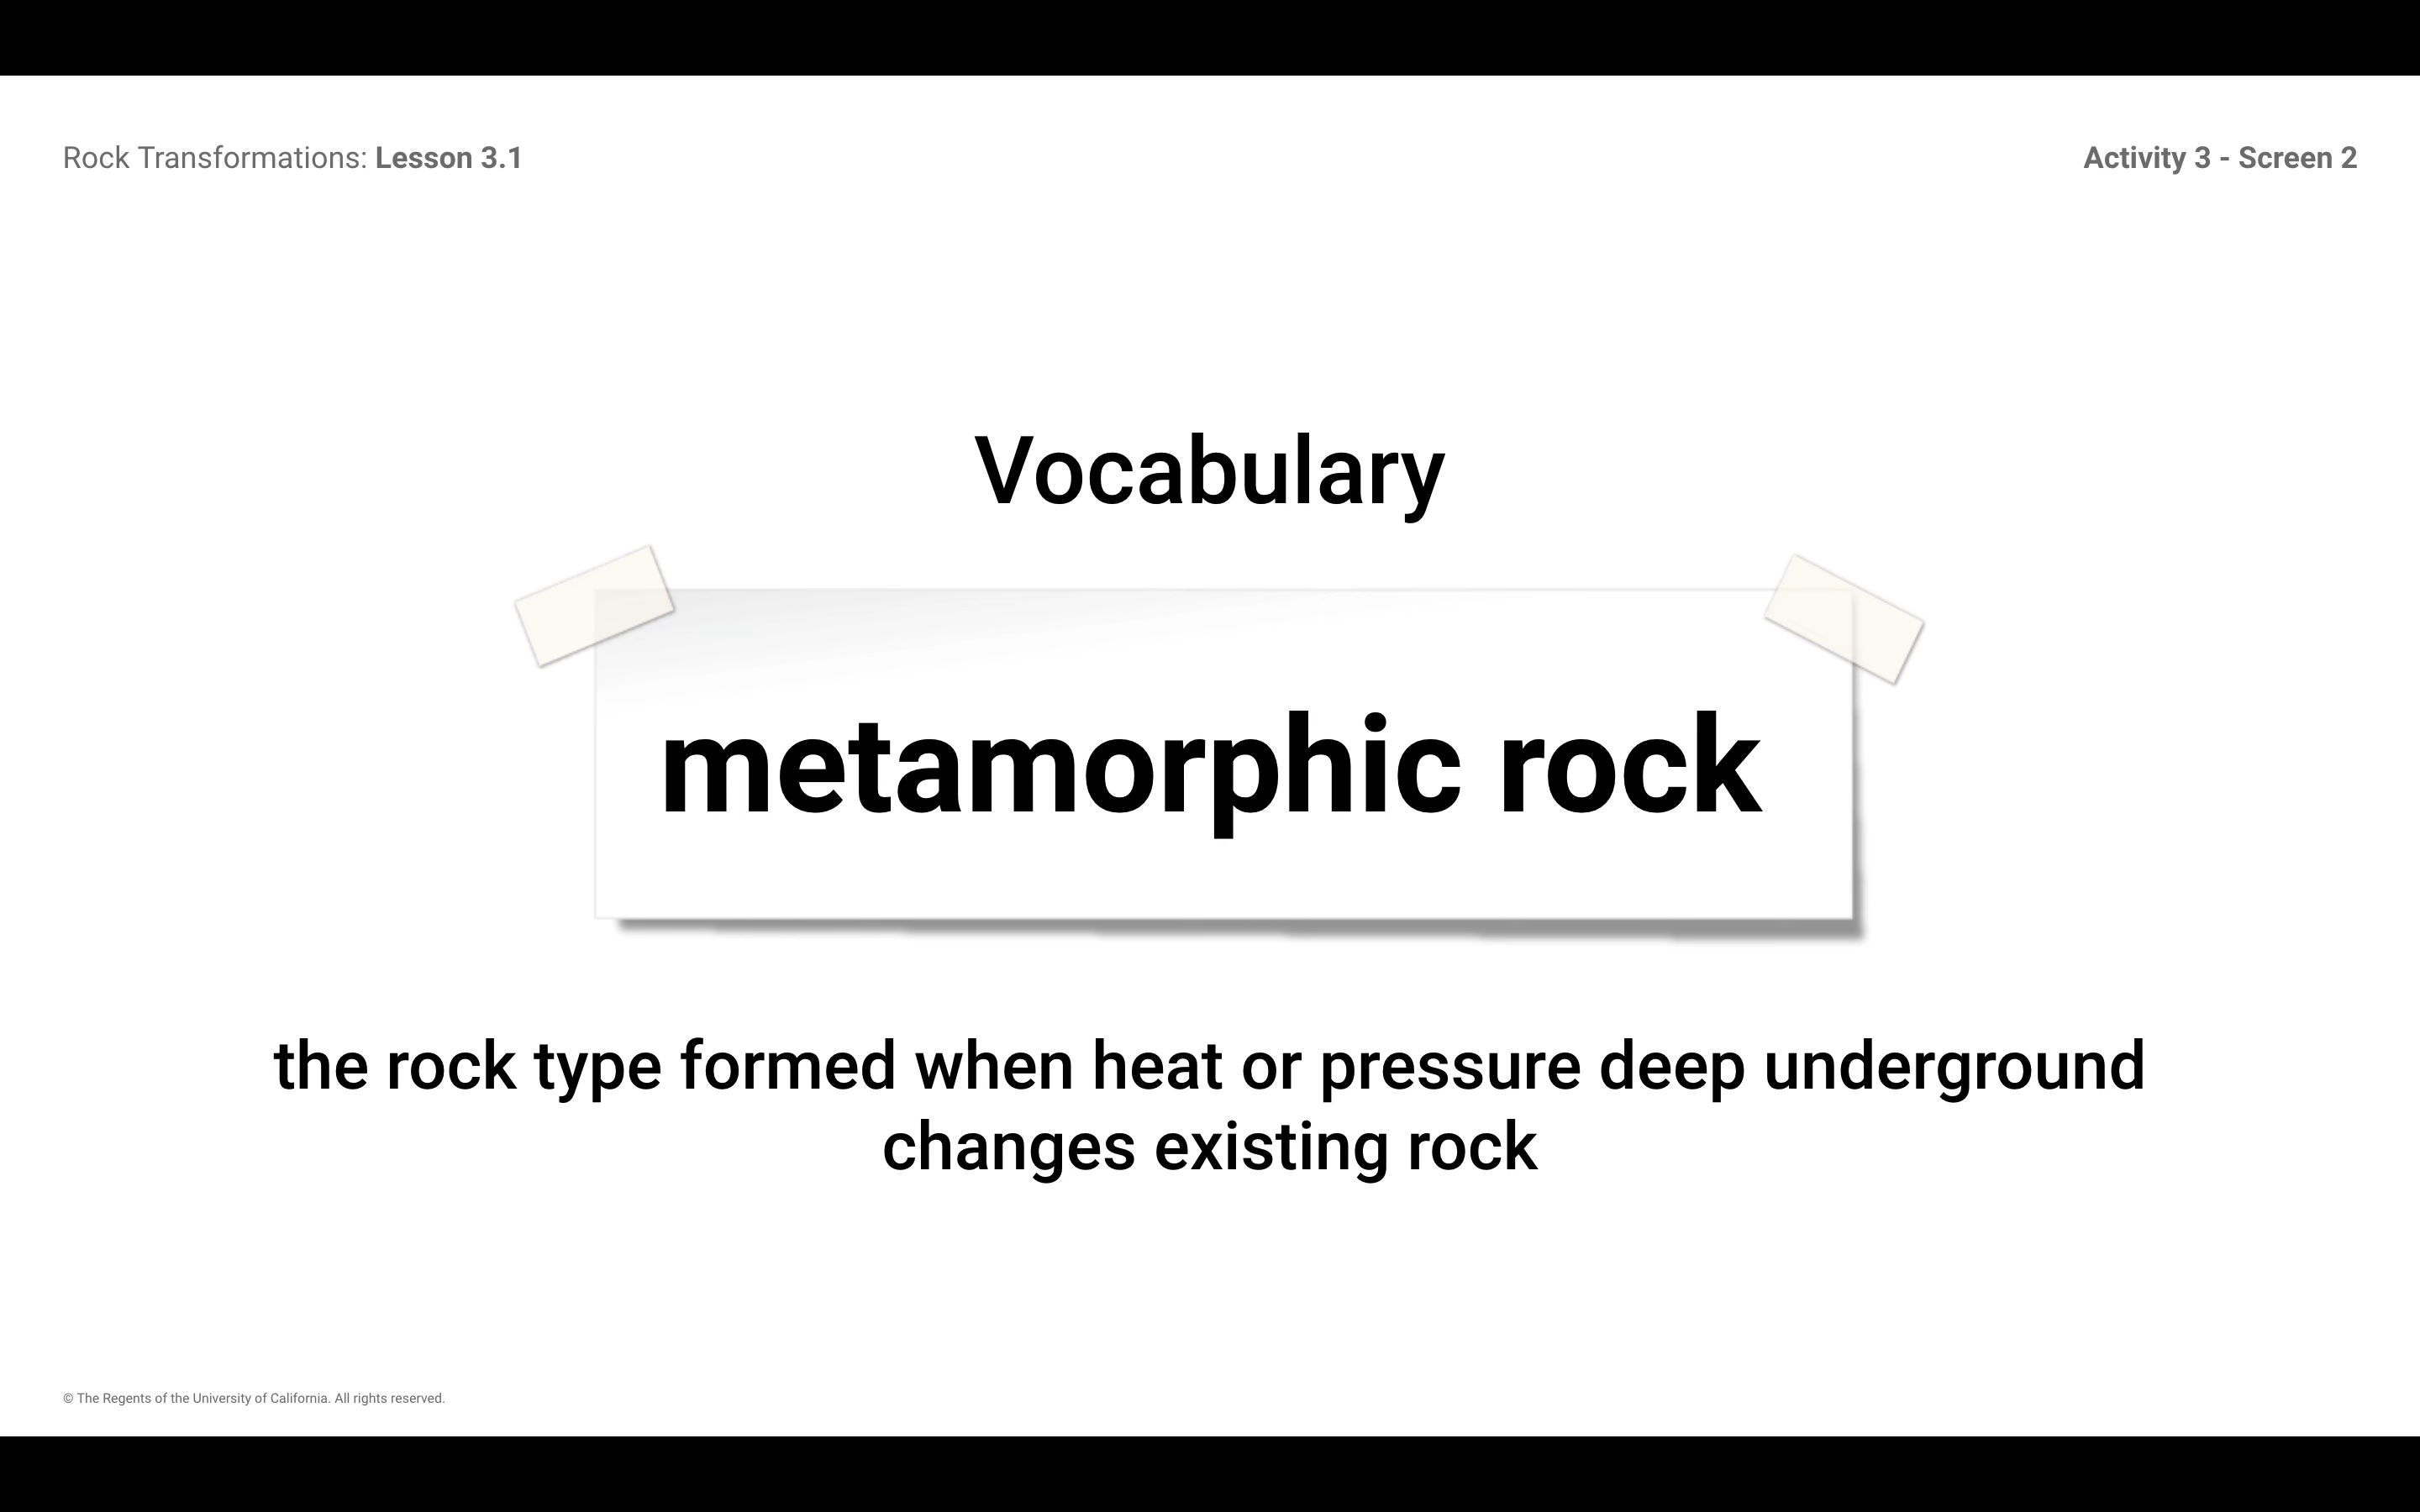 Rock Transformations: Lesson 3.1
Activity 3 - Screen 2
Vocabulary
metamorphic rock
the rock type formed when heat or pressure deep underground
changes existing rock
© The Regents of the University of California. All rights reserved.